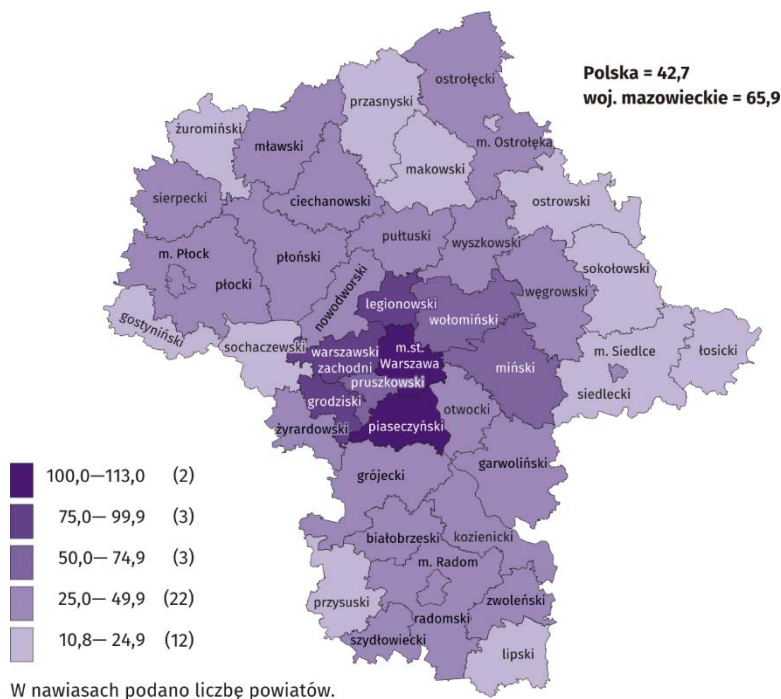 Polska = 42,7
woj. mazowieckie = 65,9
ostrołęcki
przasnyski
żuromiński
mławski
m. Ostrołęka
makowski
sierpecki
ciechanowski
ostrowski
pułtuski
wyszkowski
m. Płock
płoński
płocki
nowodworski
węgrowski
sokołowski
legionowski
wołomiński
gostyniński
sochaczewski
warszawski
zachodni
m.st.
Warszawa
m. Siedlce
łosicki
miński
pruszkowski
siedlecki
grodziski
otwocki
żyrardowski
piaseczyński
garwoliński
grójecki
białobrzeski
kozienicki
m. Radom
przysuski
zwoleński
radomski
szydłowiecki
lipski
100,0—113,0 (2)
75,0— 99,9 (3)
50,0— 74,9 (3)
25,0— 49,9 (22)
10,8— 24,9 (12)
W nawiasach podano liczbę powiatów.